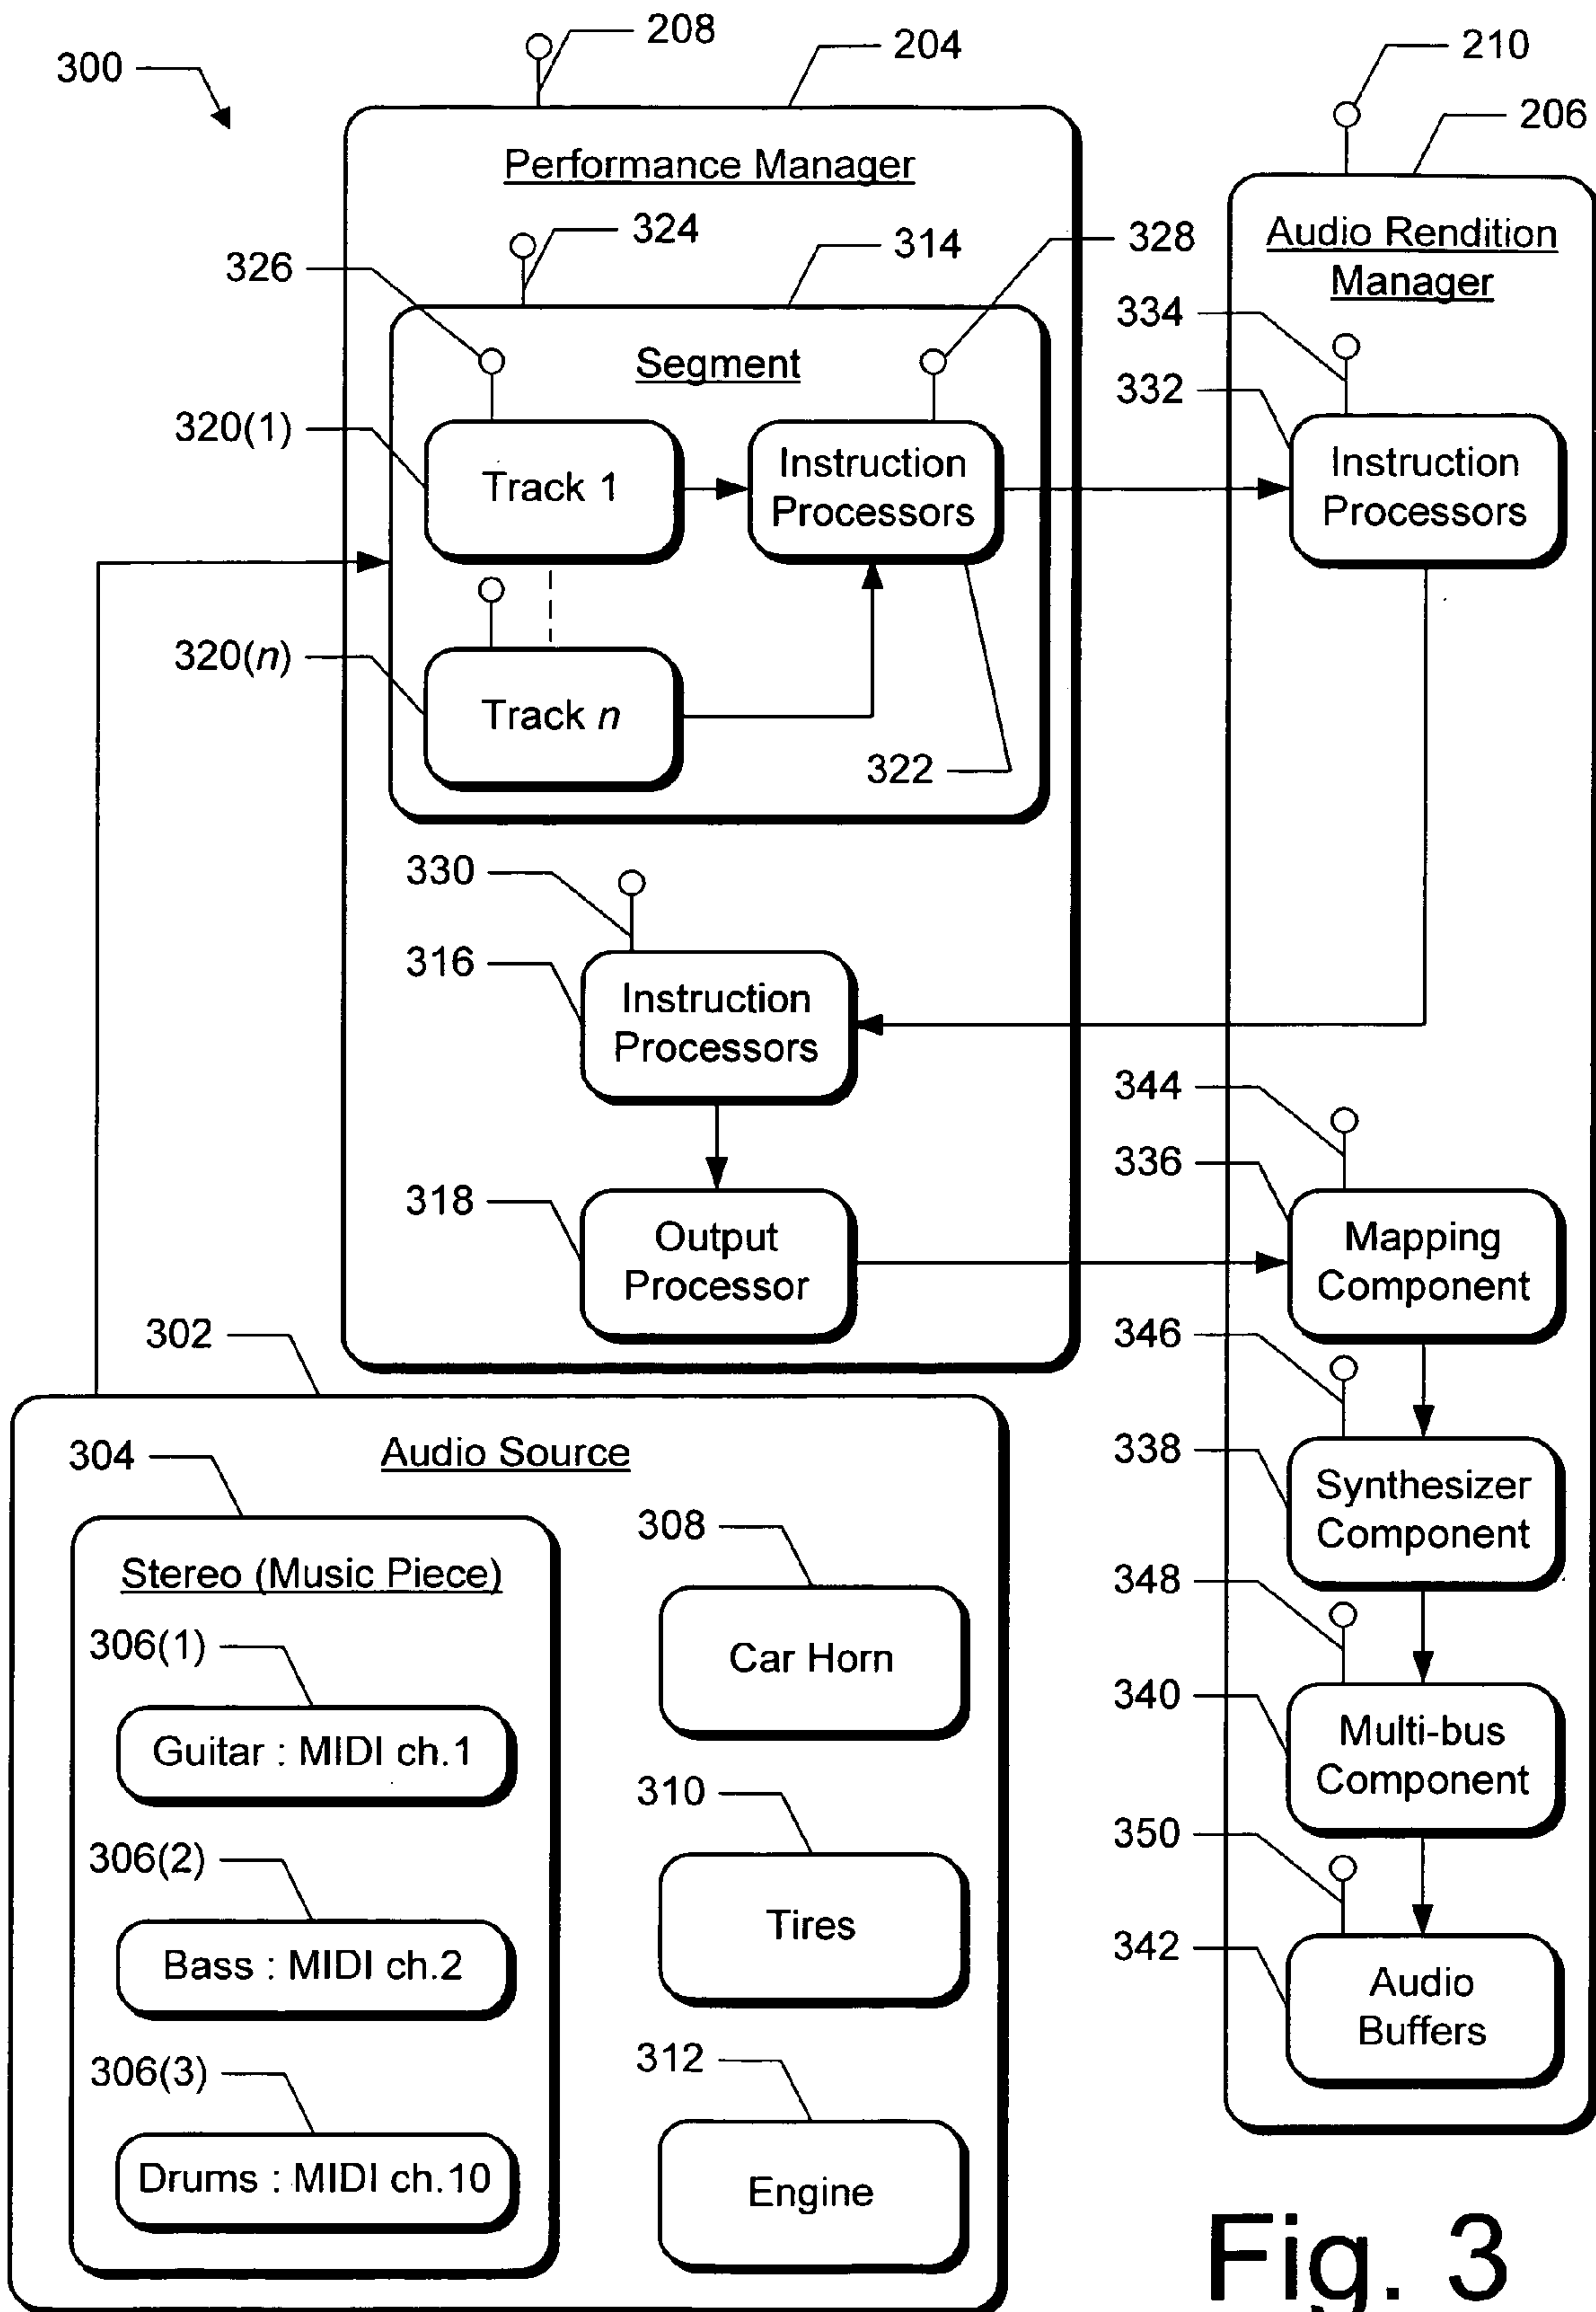 300
208
204
210
206
Performance Manager
Audio Rendition
Manager
324
314
328
326
334
Segment
332
320(1)
Track 1
Instruction
Processors
Instruction
Processors
320(n)
Track n
322
330
316
Instruction
Processors
344
336
318
Output
Processor
Mapping
Component
302
346
Audio Source
304
338
Synthesizer
Component
308
Stereo (Music Piece)
348
306(1)
Car Horn
340
Guitar : MIDI ch.1
Multi-bus
Component
310
350
306(2)
Tires
342
Bass : MIDI ch.2
Audio
Buffers
312
306(3)
Drums : MIDI ch.10
Engine
Fig. 3